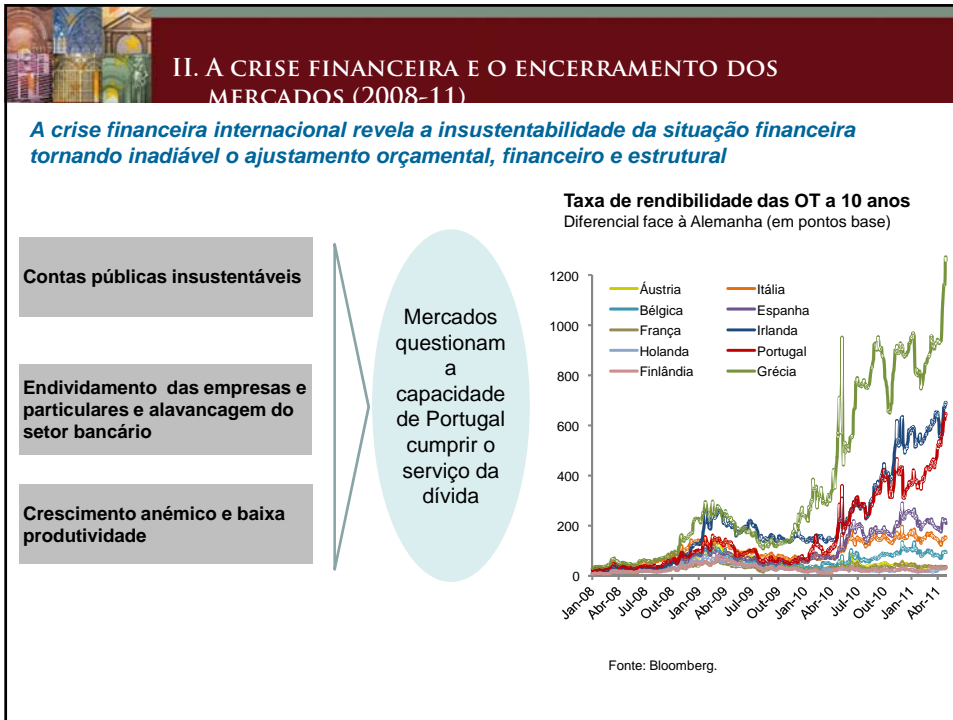 II. A CRISE FINANCEIRA E O ENCERRAMENTO DOS
MERCADOS (2008-11)
A crise financeira internacional revela a insustentabilidade da situação financeira
tornando inadiável o ajustamento orçamental, financeiro e estrutural
Contas públicas insustentáveis
Endividamento das empresas e
particulares e alavancagem do
setor bancário
Crescimento anémico e baixa
produtividade
Mercados
questionam
a
capacidade
de Portugal
cumprir o
serviço da
dívida
Taxa de rendibilidade das OT a 10 anos
Diferencial face à Alemanha (em pontos base)
1200
1000
800
600
400
200
0
Áustria
Itália
Bélgica
Espanha
França
Irlanda
Holanda
Portugal
Finlândia
Grécia
Jan-08
Abr-08
Jul-08
Out-08
Jan-09
Abr-09
Jul-09
Out-09
Jan-10
Abr-10
Jul-10
Out-10
Jan-11
Abr-11
Fonte: Bloomberg.